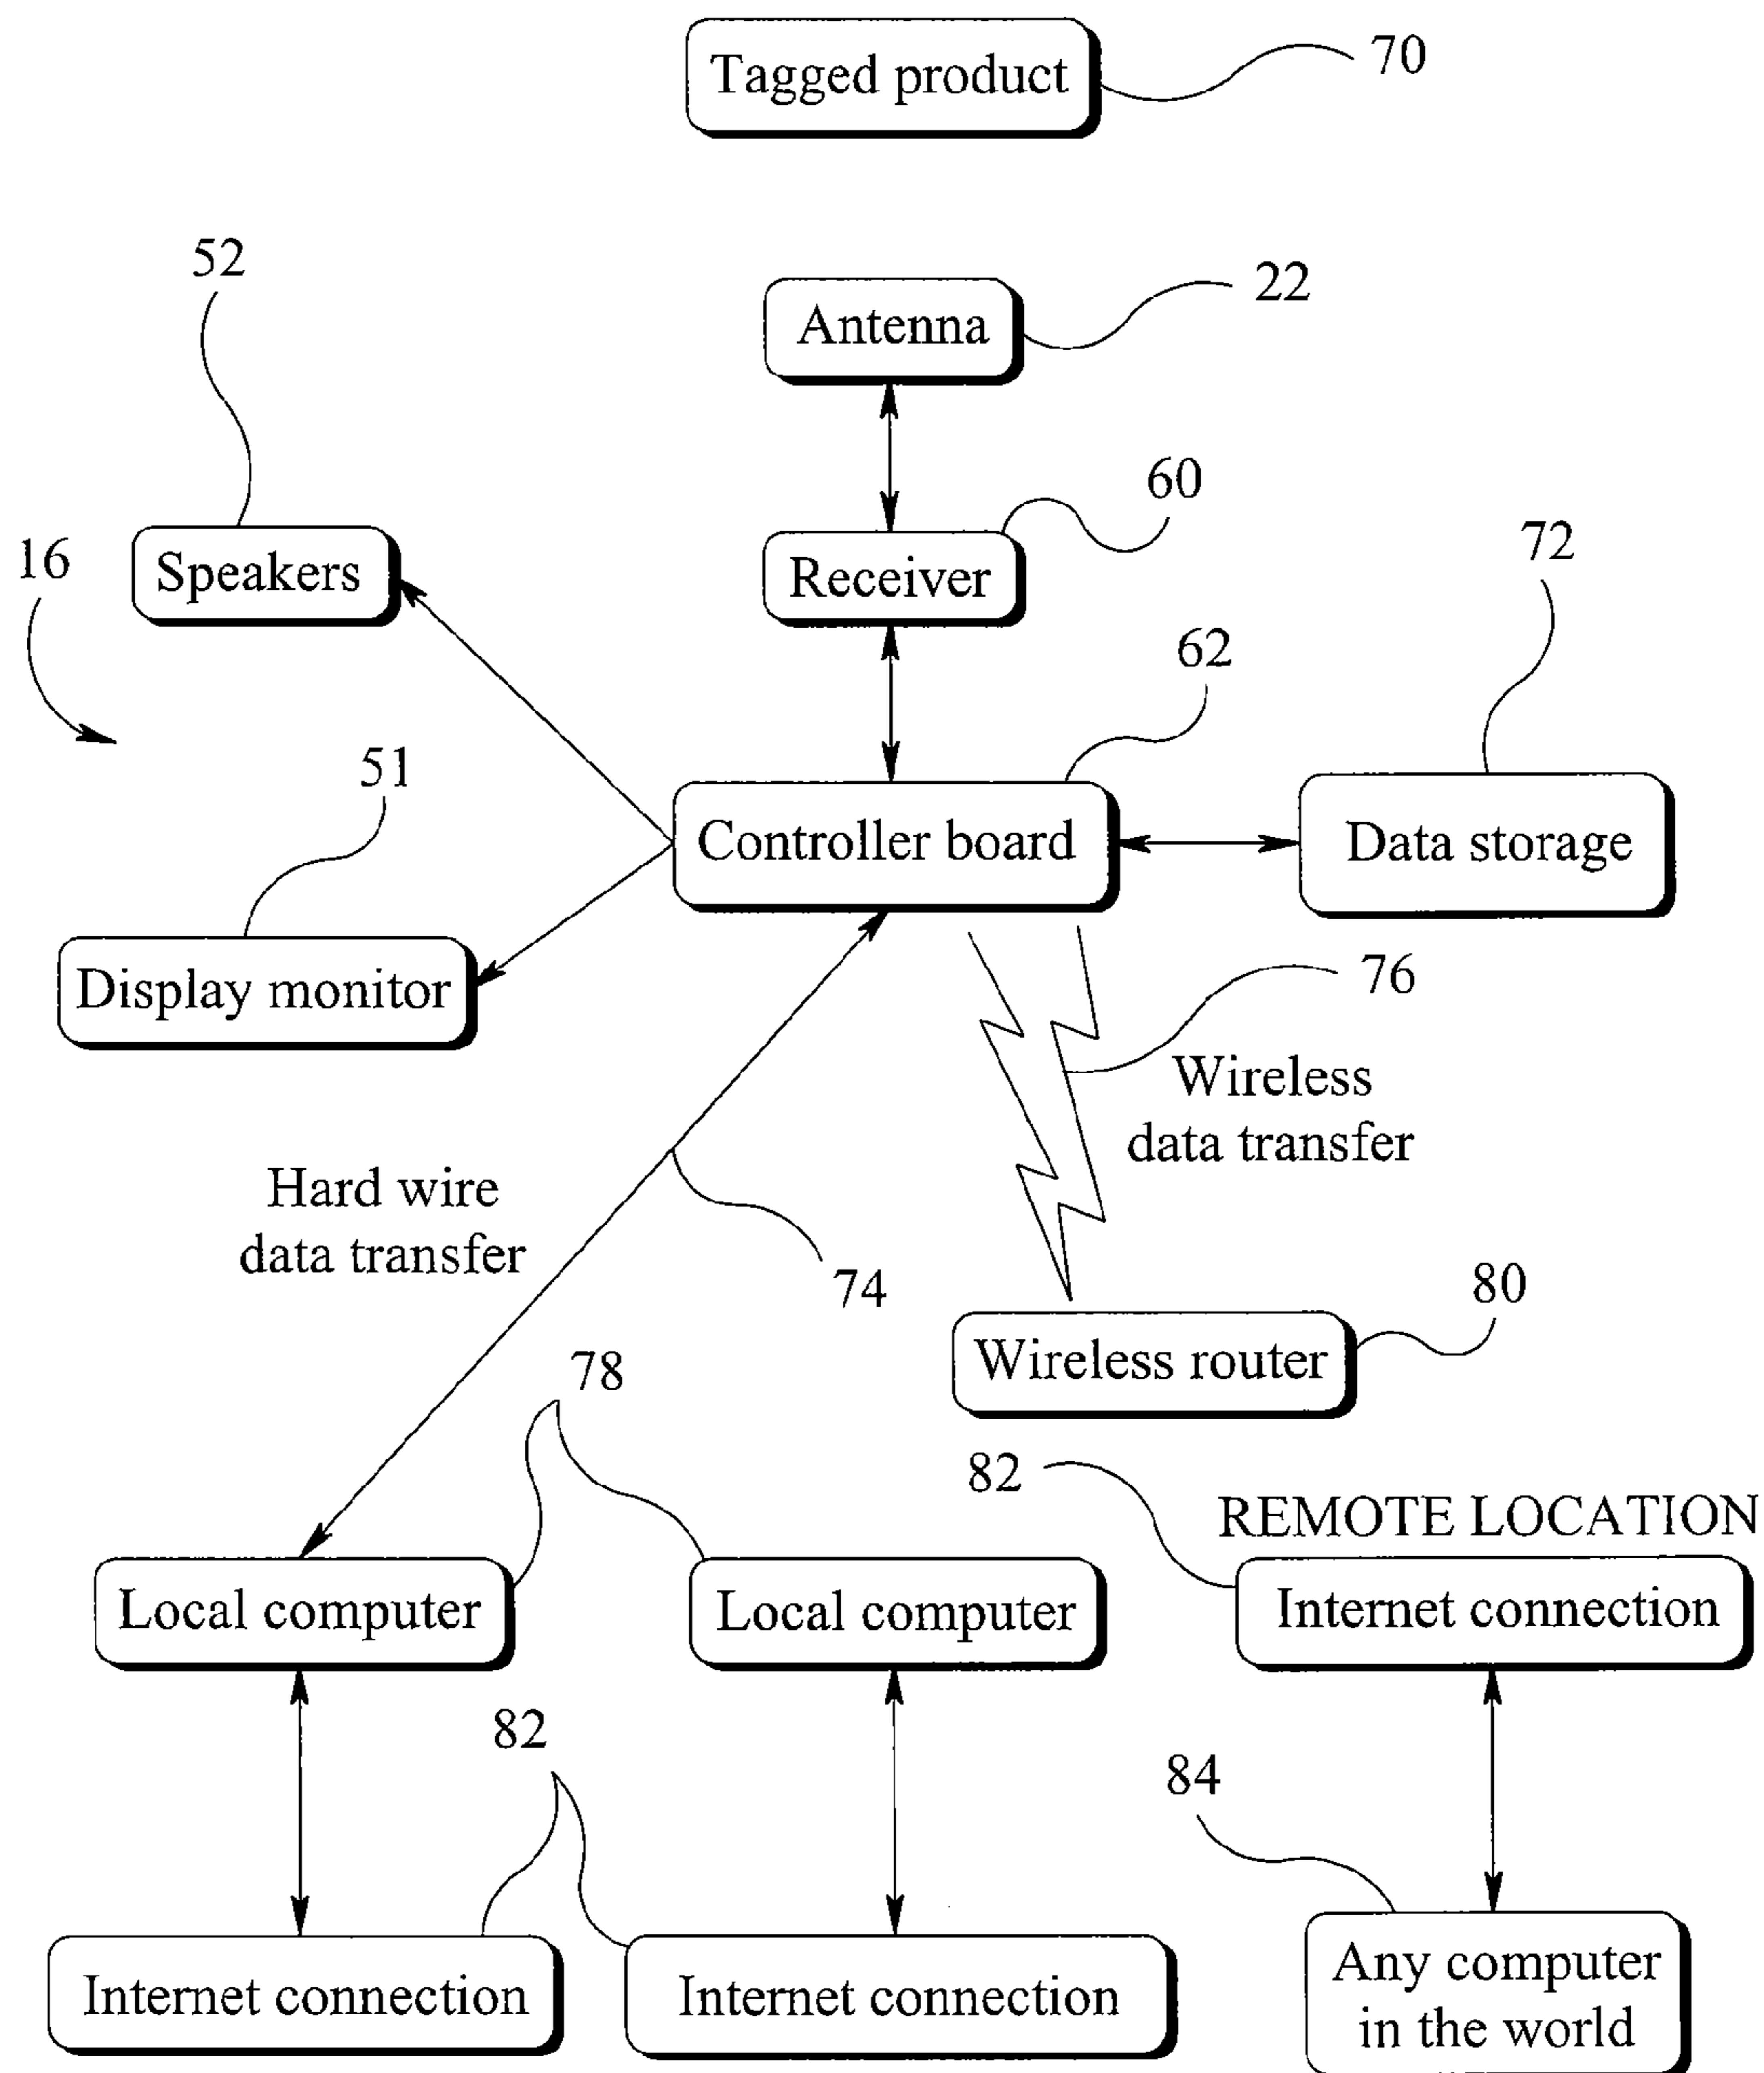 Tagged product
70
52
Antenna
22
60
16
Speakers
Receiver
72
62
51
Controller board
Data storage
Display monitor
76
Wireless
data transfer
Hard wire
data transfer
74
80
Wireless router
78
82
REMOTE LOCATION
Local computer
Local computer
Internet connection
82
84
Internet connection
Internet connection
Any computer
in the world